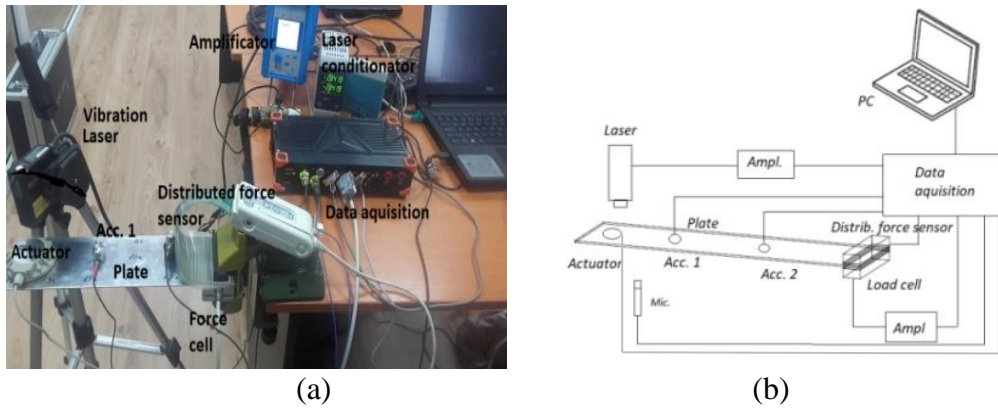 Amplificator
Laser
conditionator
Vibration
Laser
Distributed force
sensor
Acc. 1
Data aquisition
Actuator
Plate
Force
cell
(a)
PC
Laser
Ampl.
Data
aquisition
Plate
Distrib. force sensor
Actuator
Acc. 1
Acc. 2
Load cell
Mic.
Ampl
(b)